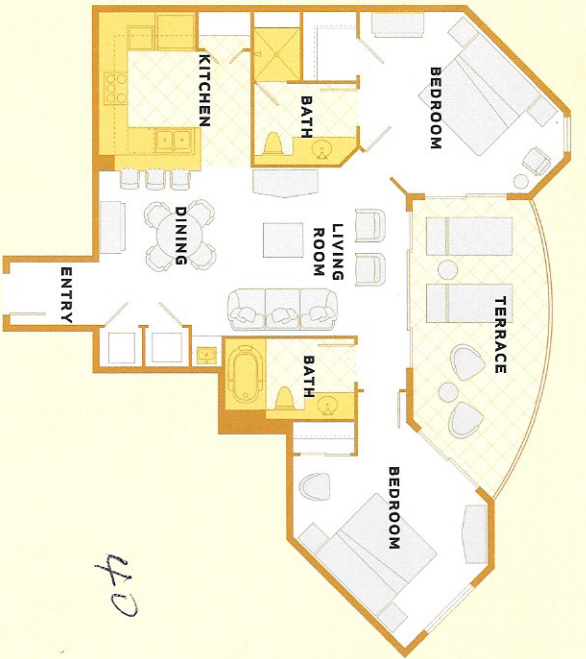 KITCHEN
BATH
BEDROOM
DINING
LIVING
ROOM
ENTRY
TERRACE
BATH
BEDROOM
40